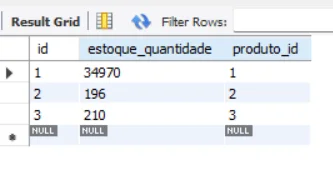 Result Grid Filter Rows:
id estoque_quantidade produto_id
1 34970 1
2 196 2
3 210 3
NULL NULL NULL